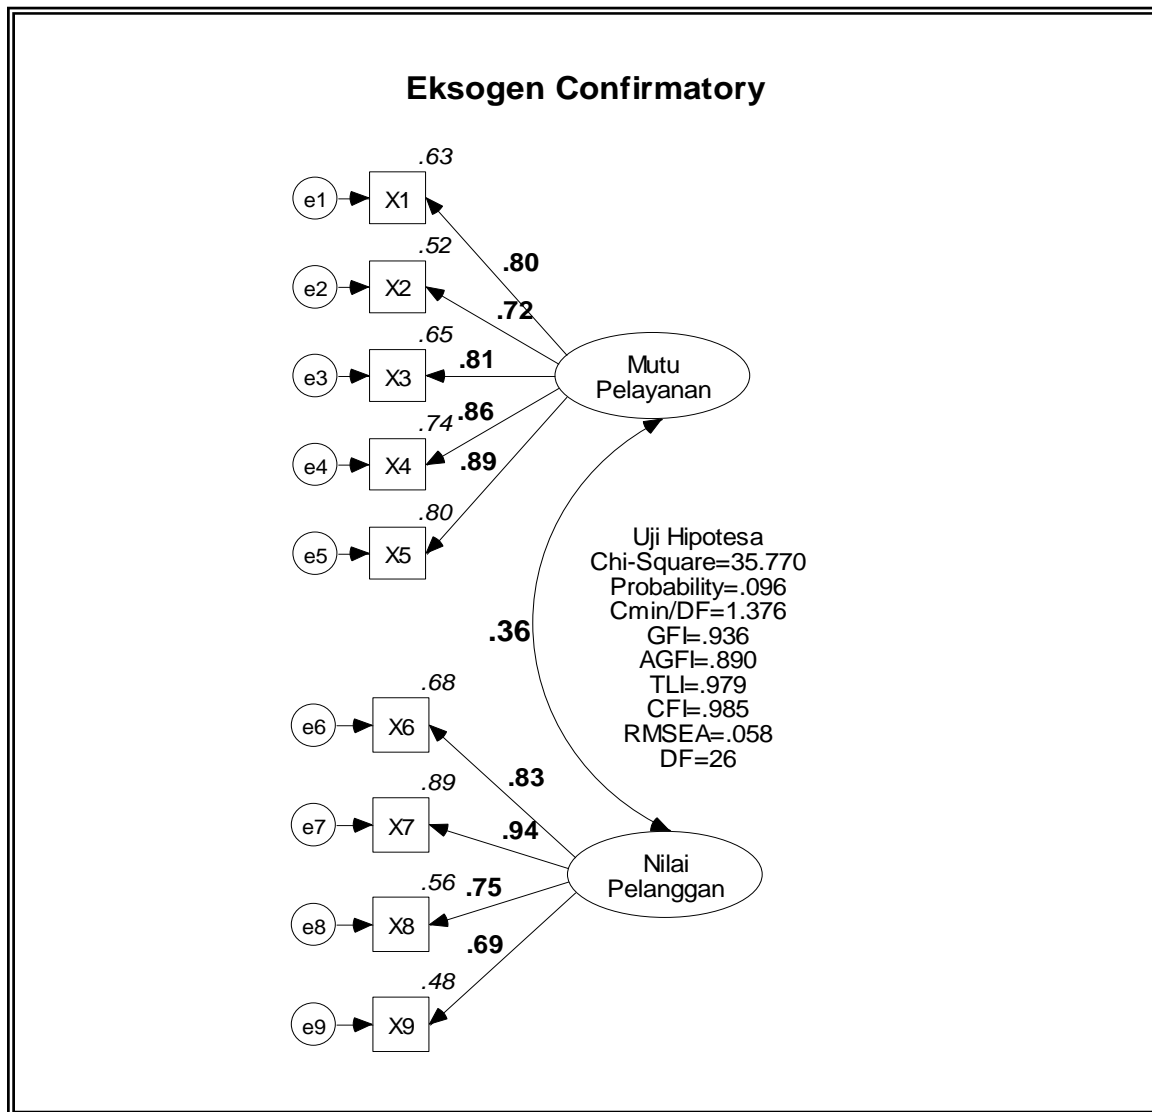 Eksogen Confirmatory
.63
e1
X1
.80
.52
e2
X2
.72
.65
e3
X3
.81
Mutu
Pelayanan
.74
.86
e4
X4
.89
.80
e5
X5
Uji Hipotesa
Chi-Square=35.770
Probability=.096
Cmin/DF=1.376
GFI=.936
AGFI=.890
TLI=.979
CFI=.985
RMSEA=.058
DF=26
.36
.68
e6
X6
.83
.89
e7
X7
.94
Nilai
Pelanggan
.56
.75
e8
X8
.69
.48
e9
X9